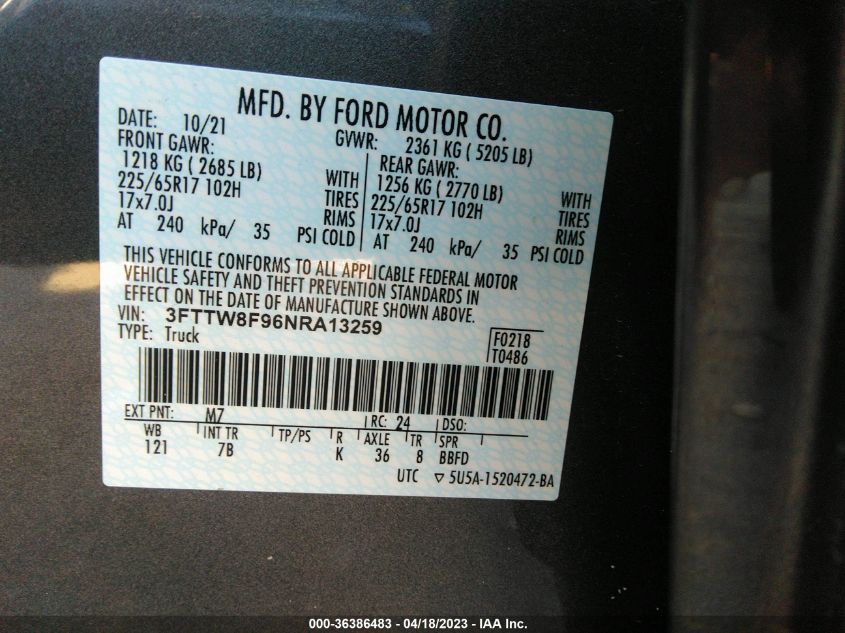 MFD. BY FORD MOTOR CO.
DATE: 10/21 GVWR: 2361 KG ( 5205 LB)
FRONT GAWR: REAR GAWR:
1218 KG ( 2685 LB) WITH 1256 KG ( 2770 LB) WITH
225/65R17 102H TIRES 225/65R17 102H TIRES
17x7.0J RIMS 17x7.0J RIMS
AT 240 kPa/ 35 PSI COLD AT 240 kPa/ 35 PSI COLD
THIS VEHICLE CONFORMS TO ALL APPLICABLE FEDERAL MOTOR
VEHICLE SAFETY AND THEFT PREVENTION STANDARDS IN
EFFECT ON THE DATE OF MANUFACTURE SHOWN ABOVE.
VIN: 3FTTW8F96NRA13259
TYPE: Truck F0218
T0486
EXT PNT: M7 RC: 24 DSO:
WB INT TR TP/PS R AXLE TR SPR
121 7B K 36 8 BBFD
UTC ▽ 5U5A-1520472-BA
000-36386483 - 04/18/2023 - IAA Inc.